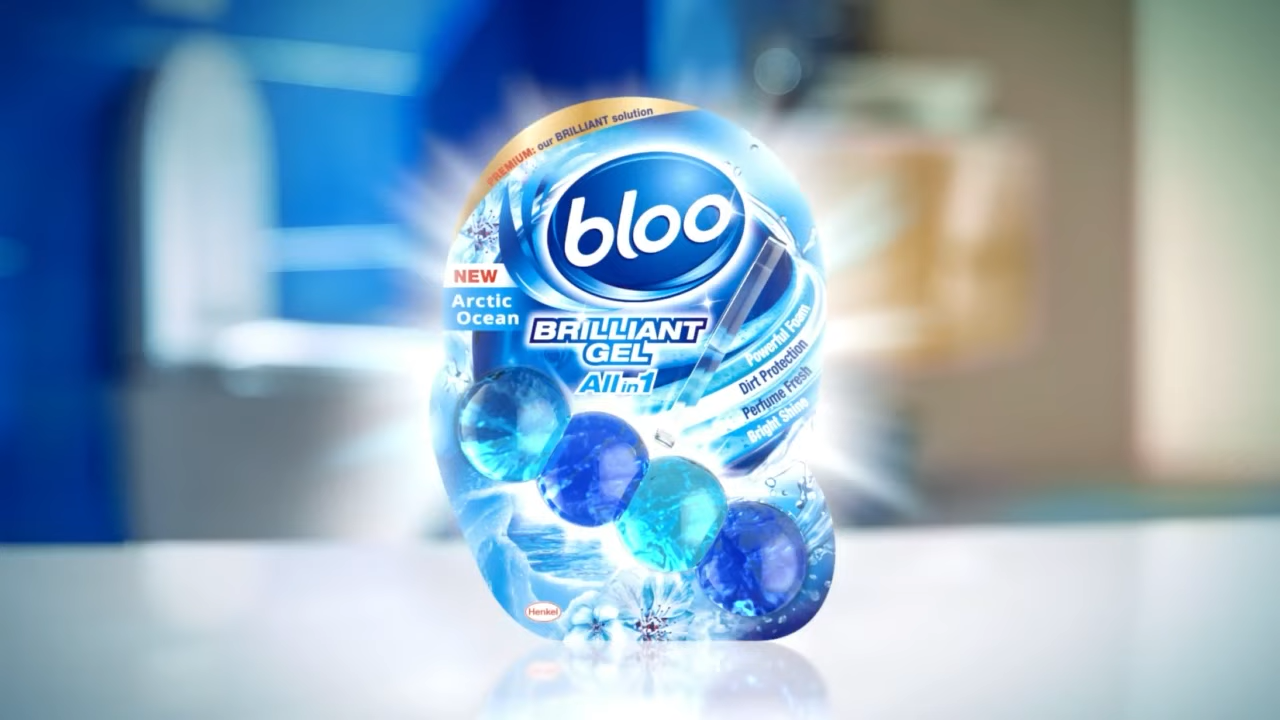 PREMIUM: our BRILLIANT solution
bloo
NEW
Arctic
Ocean
BRILLIANT
GEL
All in 1
Powerful Foam
Dirt Protection
Perfume Fresh
Bright Shine
Henkel